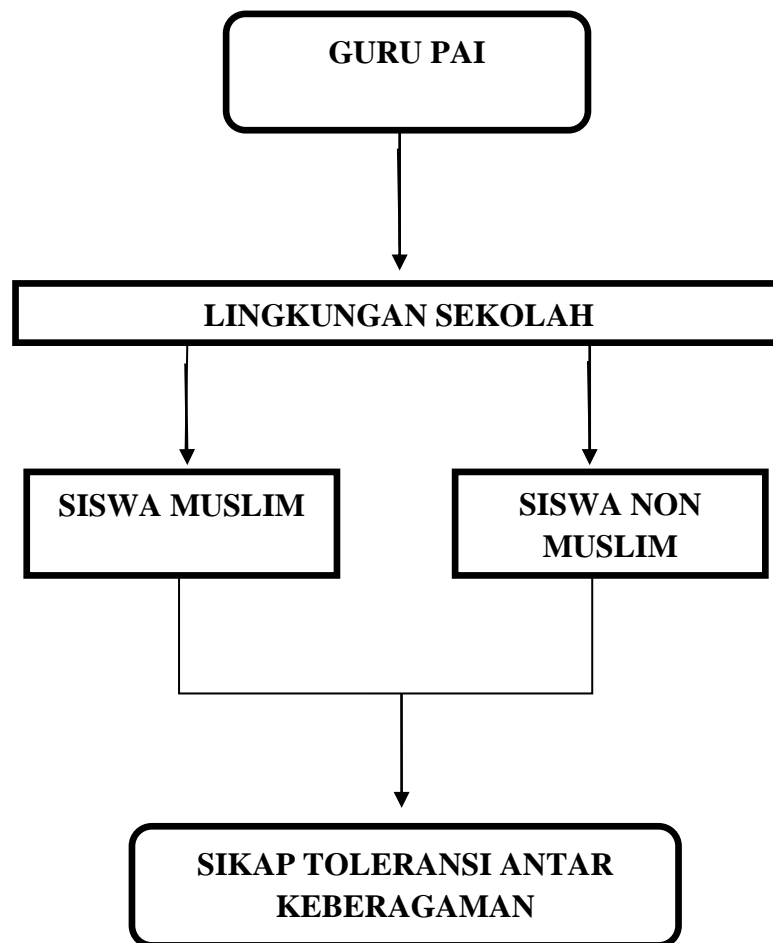 GURU PAI
LINGKUNGAN SEKOLAH
SISWA MUSLIM
SISWA NON
MUSLIM
SIKAP TOLERANSI ANTAR
KEBERAGAMAN